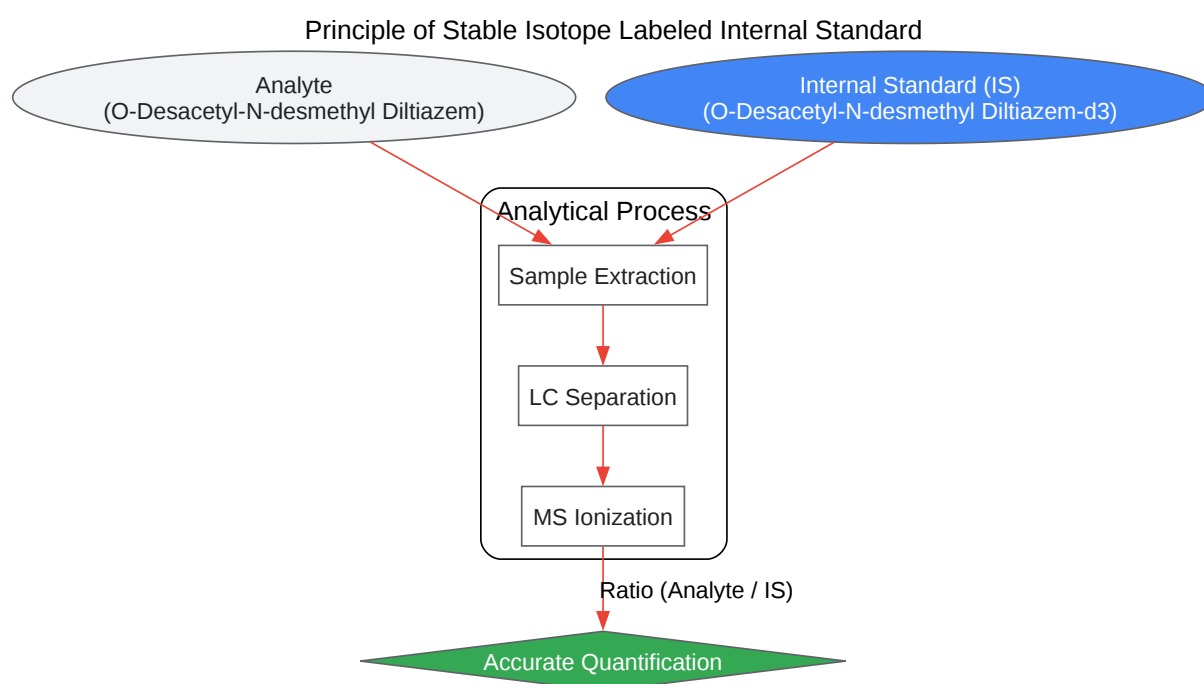 Principle of Stable Isotope Labeled Internal Standard
Analyte
(O-Desacetyl-N-desmethyl Diltiazem)
Internal Standard (IS)
(O-Desacetyl-N-desmethyl Diltiazem-d3)
Analytical Process
Sample Extraction
LC Separation
MS Ionization
Ratio (Analyte / IS)
Accurate Quantification